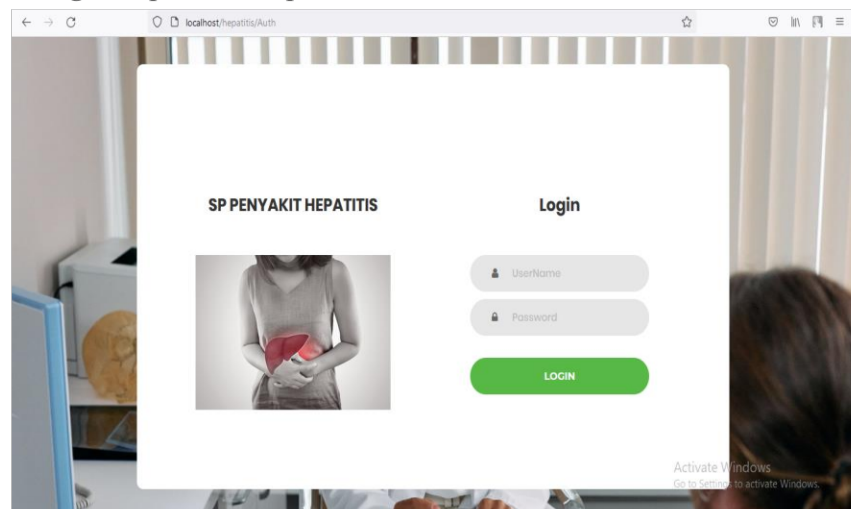 localhost/hepatitis/Auth
SP PENYAKIT HEPATITIS
Login
UserName
Password
LOGIN
Activate Windows
Go to Settings to activate Windows.